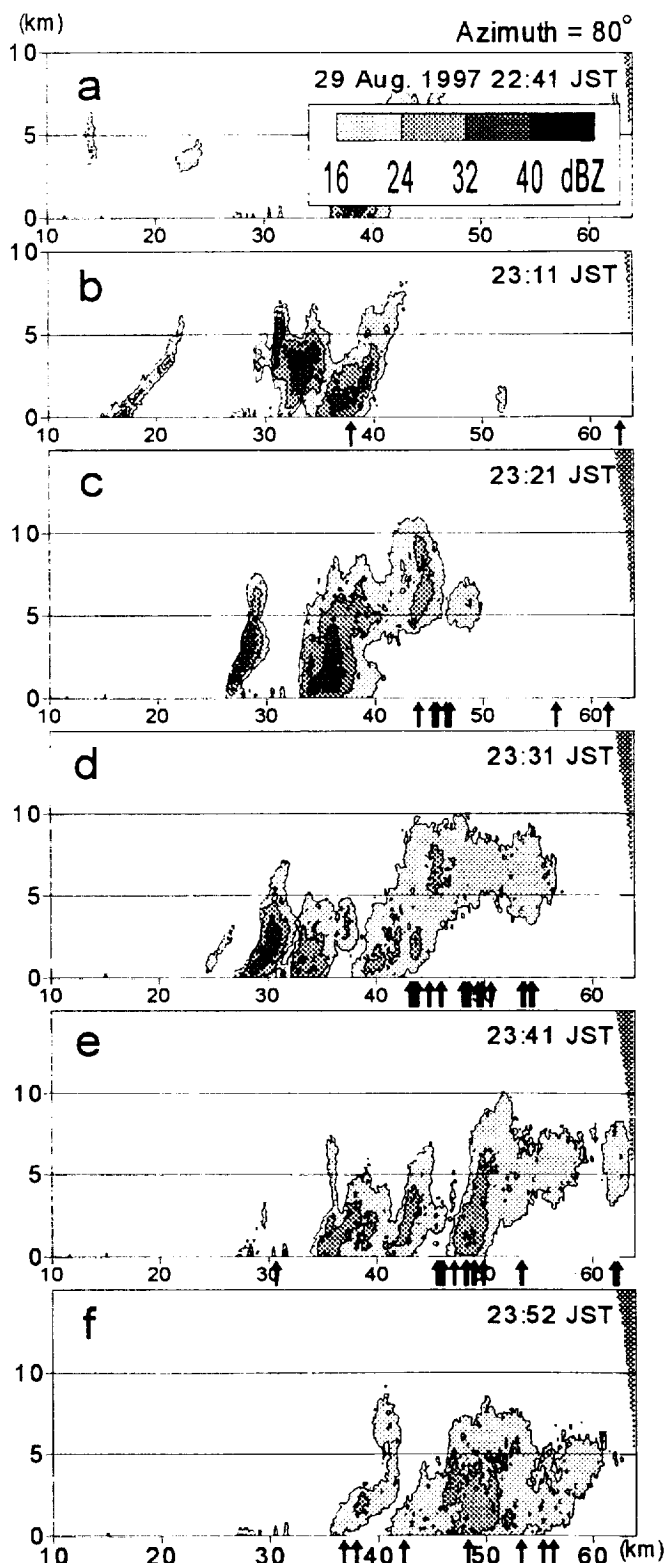 (km)
Azimuth = 80°
a
29 Aug. 1997 22:41 JST
16 24 32 40 dBZ
5
0
10 20 30 40 50 60
b
23:11 JST
10
5
0
10 20 30 40 50 60
c
23:21 JST
10
5
0
10 20 30 40 50 60
d
23:31 JST
10
5
0
10 20 30 40 50 60
e
23:41 JST
10
5
0
10 20 30 40 50 60
f
23:52 JST
10
5
0
10 20 30 40 50 60 (km)